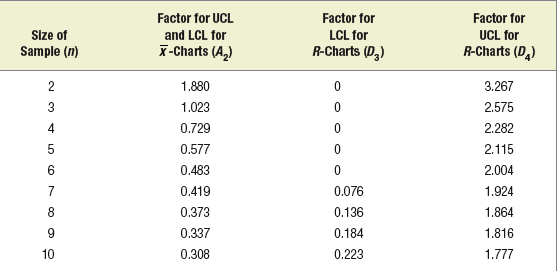 Factor for UCL Factor for Factor for
Size of and LCL for LCL for UCL for
Sample (n) x̄-Charts (A₂) R-Charts (D₃) R-Charts (D₄)
2 1.880 0 3.267
3 1.023 0 2.575
4 0.729 0 2.282
5 0.577 0 2.115
6 0.483 0 2.004
7 0.419 0.076 1.924
8 0.373 0.136 1.864
9 0.337 0.184 1.816
10 0.308 0.223 1.777